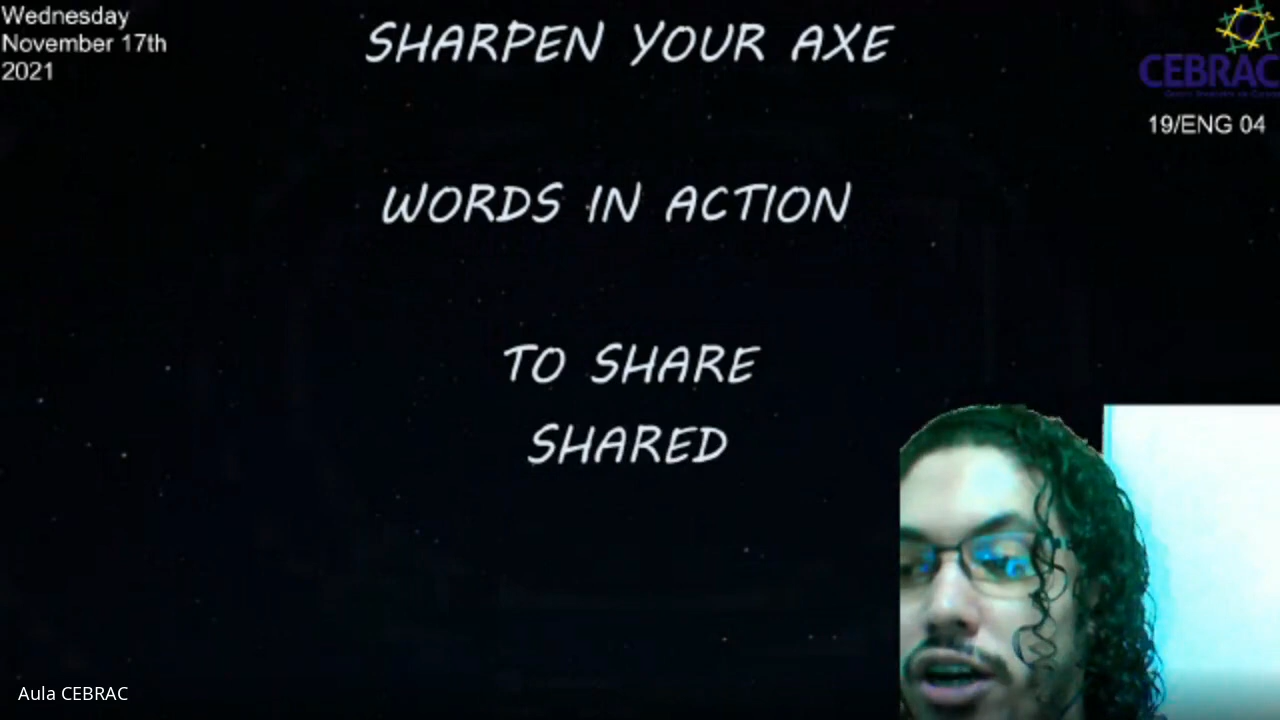 Wednesday
November 17th
2021
SHARPEN YOUR AXE
CEBRAC
19/ENG 04
WORDS IN ACTION
TO SHARE
SHARED
Aula CEBRAC